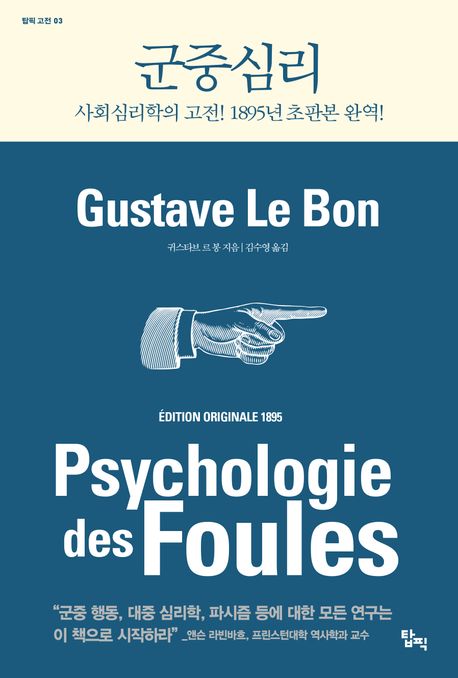 탑픽 고전 03
군중심리
사회심리학의 고전! 1895년 초판본 완역!
Gustave Le Bon
귀스타브 르 봉 지음 | 김수영 옮김
ÉDITION ORIGINALE 1895
Psychologie
des Foules
“군중 행동, 대중 심리학, 파시즘 등에 대한 모든 연구는
이 책으로 시작하라” _앤슨 라빈바흐, 프린스턴대학 역사학과 교수
탑픽